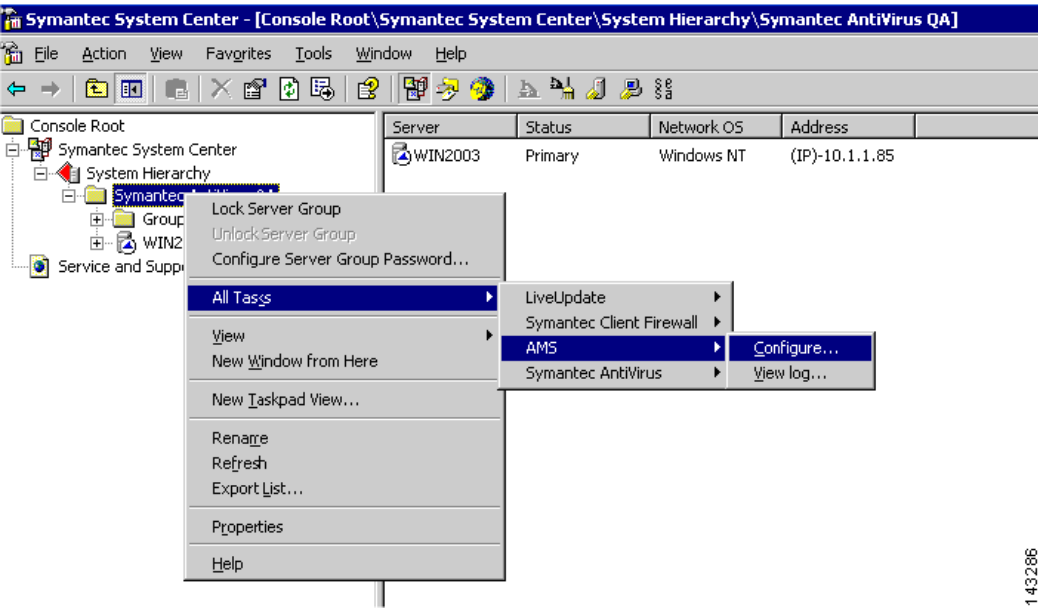 Symantec System Center - [Console Root\Symantec System Center\System Hierarchy\Symantec AntiVirus QA]
File Action View Favorites Tools Window Help
Console Root
Symantec System Center
System Hierarchy
Symantec
Group
WIN2
Service and Supp
Server Status Network OS Address
WIN2003 Primary Windows NT (IP)-10.1.1.85
Lock Server Group
Unlock Server Group
Configure Server Group Password...
All Tasks
View
New Window from Here
New Taskpad View...
Rename
Refresh
Export List...
Properties
Help
LiveUpdate
Symantec Client Firewall
AMS
Symantec AntiVirus
Configure...
View log...
143286